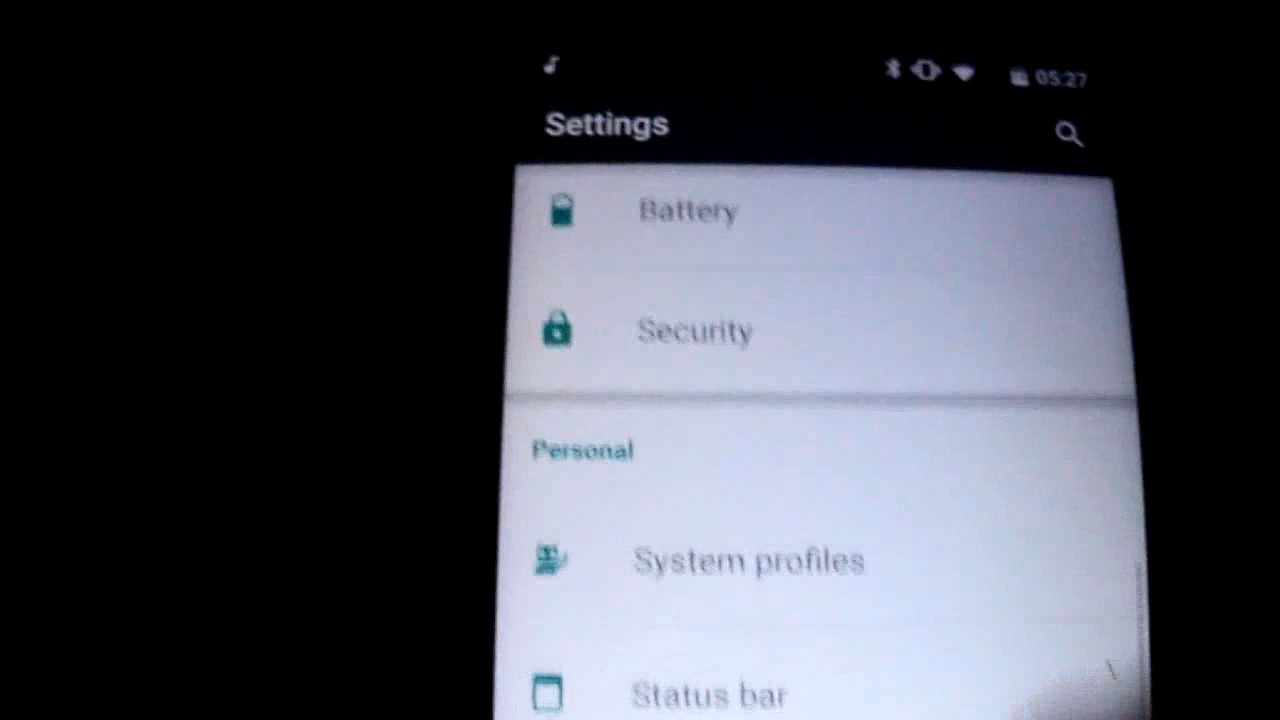 05:27
Settings
Battery
Security
Personal
System profiles
Status bar